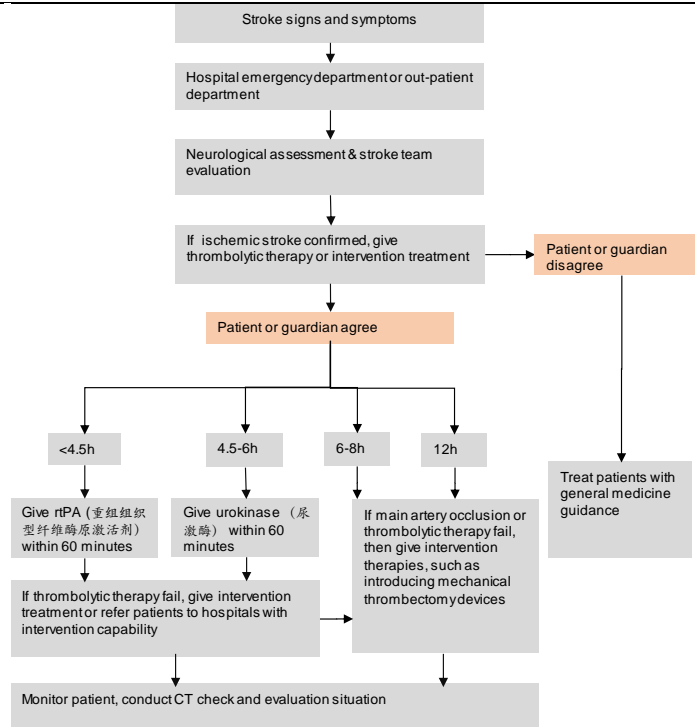 Stroke signs and symptoms
Hospital emergency department or out-patient
department
Neurological assessment & stroke team
evaluation
If ischemic stroke confirmed, give
thrombolytic therapy or intervention treatment
Patient or guardian
disagree
Patient or guardian agree
<4.5h
4.5-6h
6-8h
12h
Give rtPA (重组组织
型纤维酶原激活剂)
within 60 minutes
Give urokinase (尿
激酶) within 60
minutes
If main artery occlusion or
thrombolytic therapy fail,
then give intervention
therapies, such as
introducing mechanical
thrombectomy devices
Treat patients with
general medicine
guidance
If thrombolytic therapy fail, give intervention
treatment or refer patients to hospitals with
intervention capability
Monitor patient, conduct CT check and evaluation situation